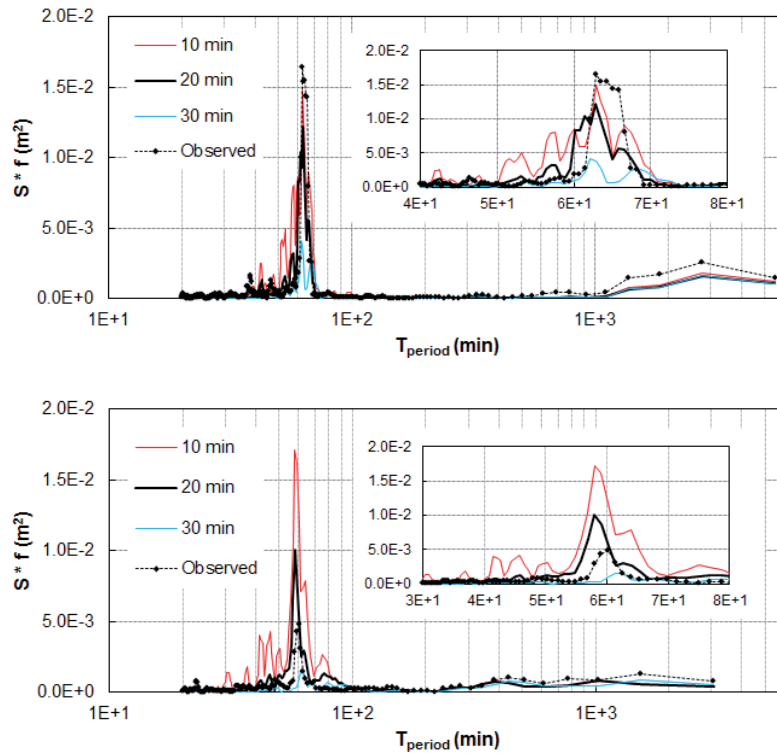 2.0E-2
1.5E-2
1.0E-2
5.0E-3
0.0E+0
S * f (m²)
10 min
20 min
30 min
Observed
2.0E-2
1.5E-2
1.0E-2
5.0E-3
0.0E+0
4E+1 5E+1 6E+1 7E+1 8E+1
1E+1 1E+2 1E+3
T_period (min)
2.0E-2
1.5E-2
1.0E-2
5.0E-3
0.0E+0
S * f (m²)
10 min
20 min
30 min
Observed
2.0E-2
1.5E-2
1.0E-2
5.0E-3
0.0E+0
3E+1 4E+1 5E+1 6E+1 7E+1 8E+1
1E+1 1E+2 1E+3
T_period (min)